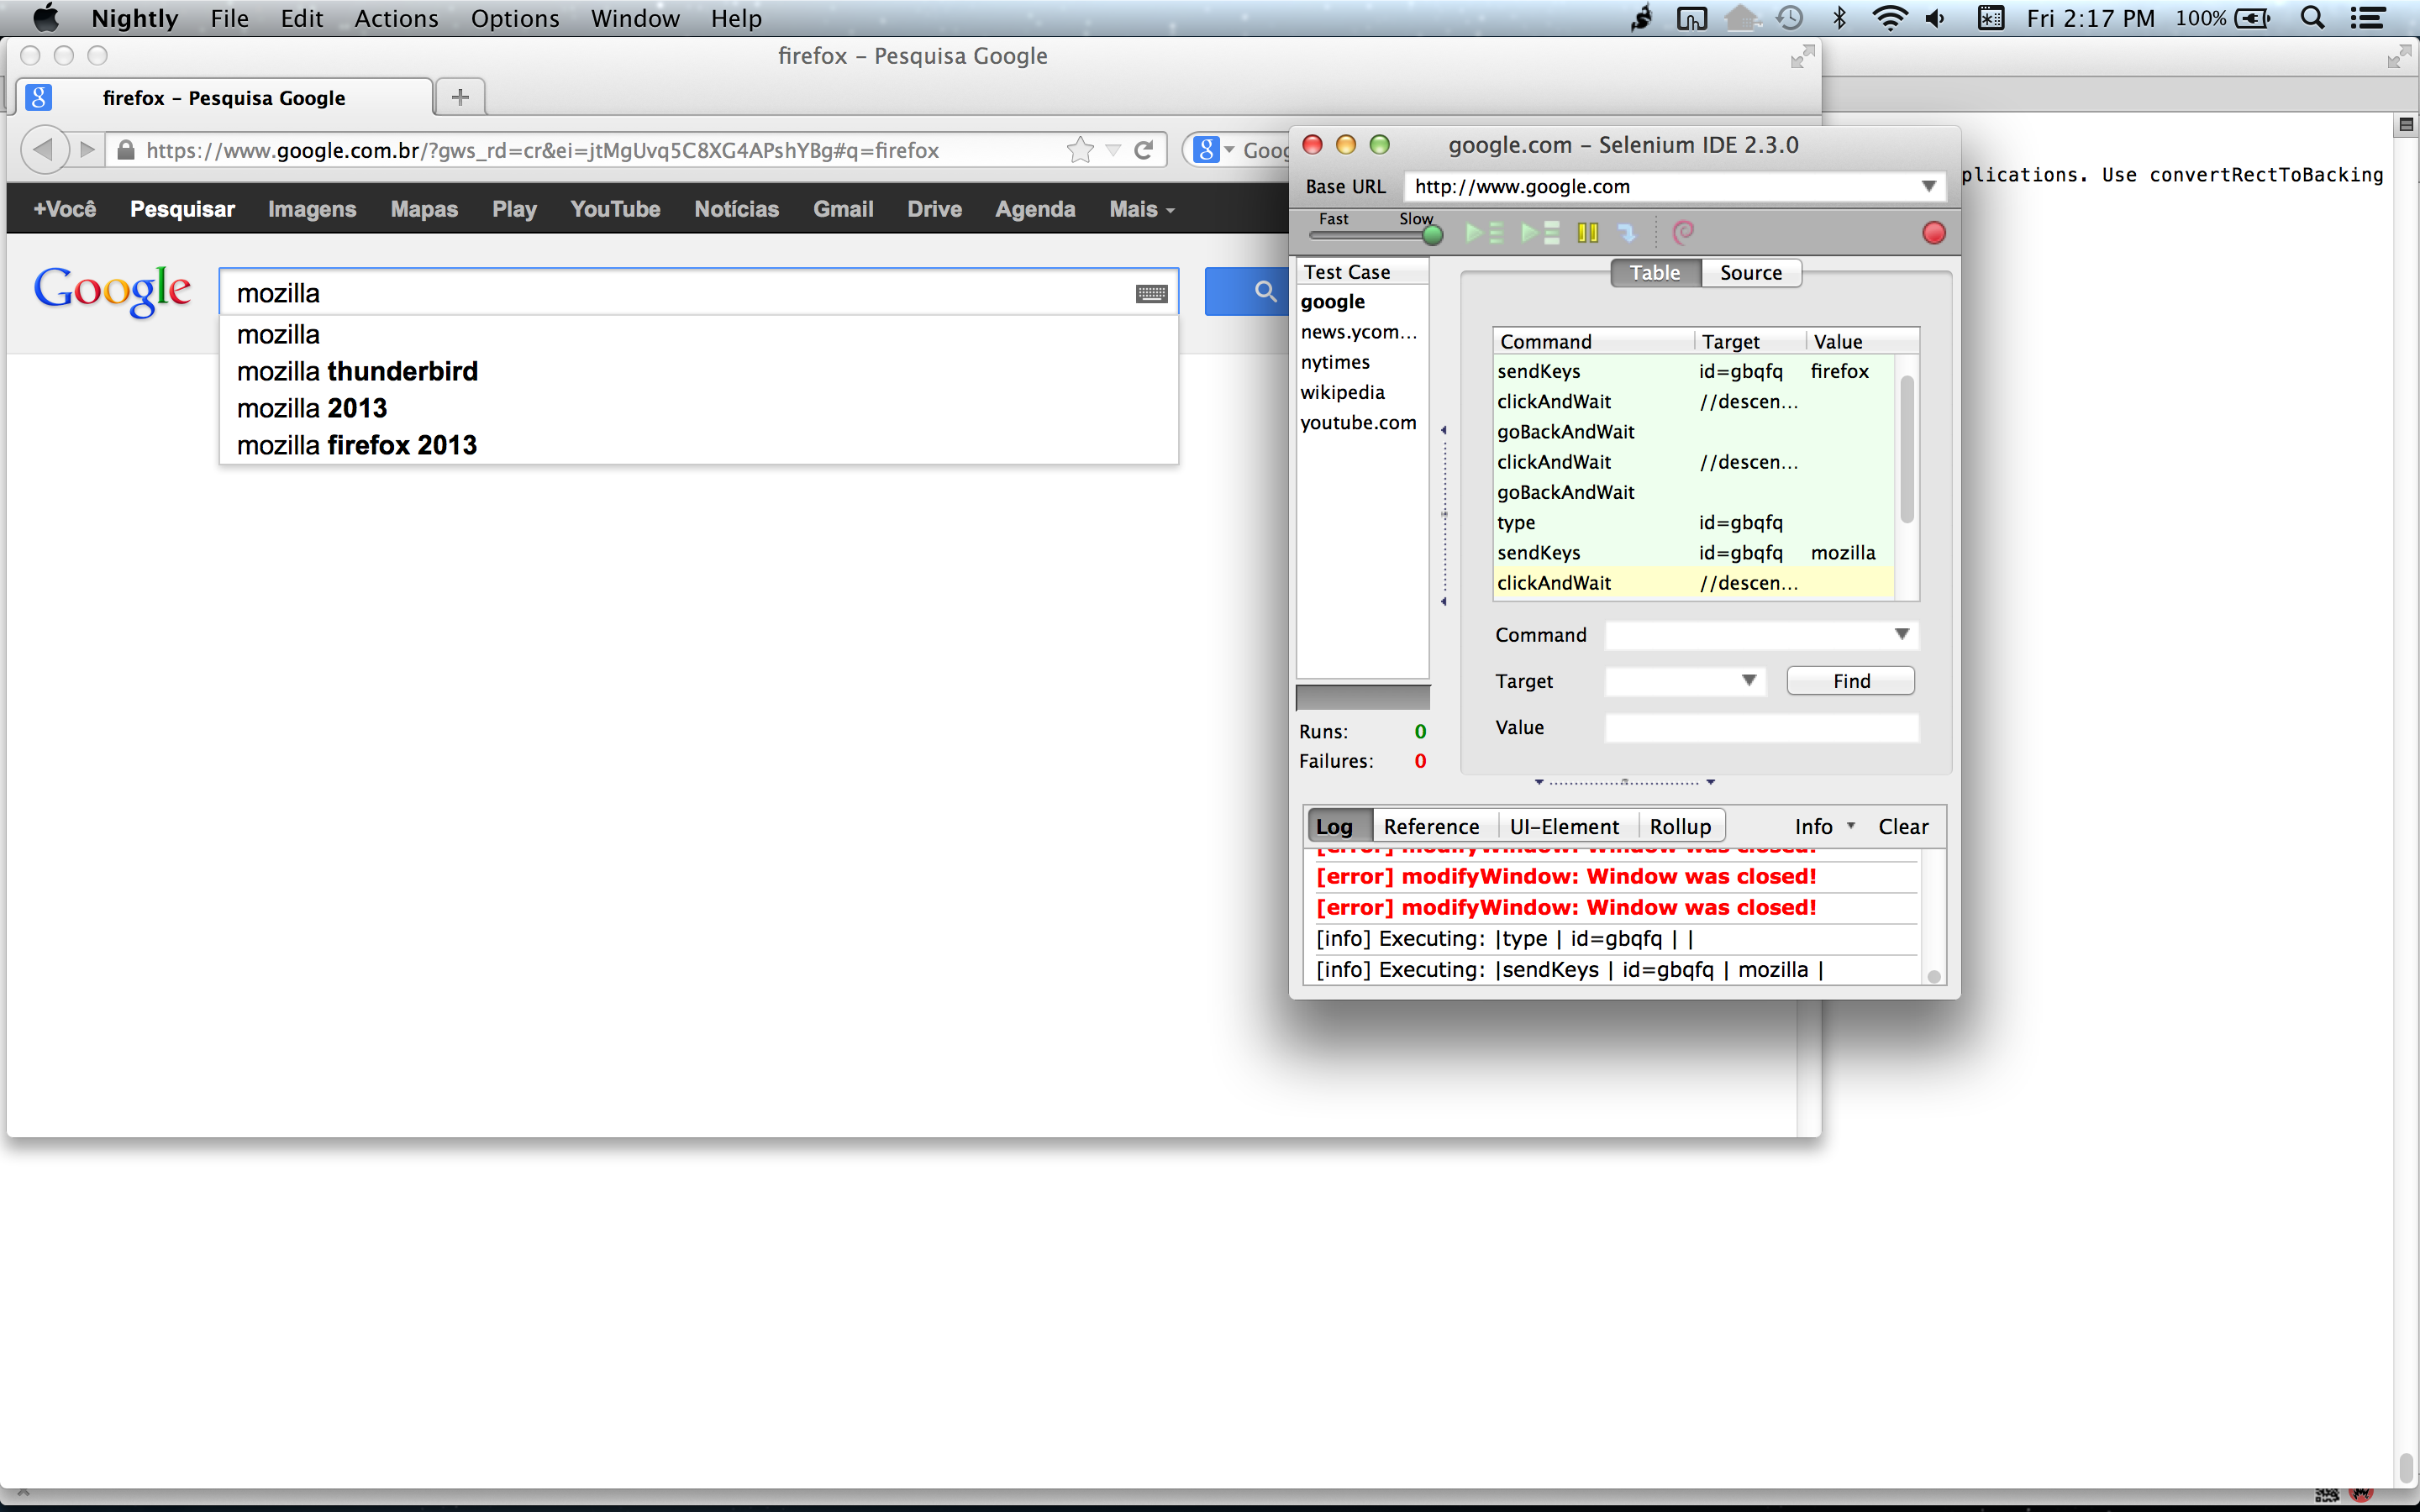 Nightly File Edit Actions Options Window Help Fri 2:17 PM 100%
firefox – Pesquisa Google
firefox – Pesquisa Google
https://www.google.com.br/?gws_rd=cr&ei=jtMgUvq5C8XG4APshYBg#q=firefox
+Você Pesquisar Imagens Mapas Play YouTube Notícias Gmail Drive Agenda Mais
Google mozilla
mozilla
mozilla thunderbird
mozilla 2013
mozilla firefox 2013
google.com – Selenium IDE 2.3.0
Base URL http://www.google.com
plications. Use convertRectToBacking
Fast Slow
Table Source
Test Case
google
news.ycom...
nytimes
wikipedia
youtube.com
Command Target Value
sendKeys id=gbqfq firefox
clickAndWait //descen...
goBackAndWait
clickAndWait //descen...
goBackAndWait
type id=gbqfq
sendKeys id=gbqfq mozilla
clickAndWait //descen...
Command
Target Find
Value
Runs: 0
Failures: 0
Log Reference UI-Element Rollup Info Clear
[error] modifyWindow: Window was closed!
[error] modifyWindow: Window was closed!
[error] modifyWindow: Window was closed!
[info] Executing: |type | id=gbqfq | |
[info] Executing: |sendKeys | id=gbqfq | mozilla |